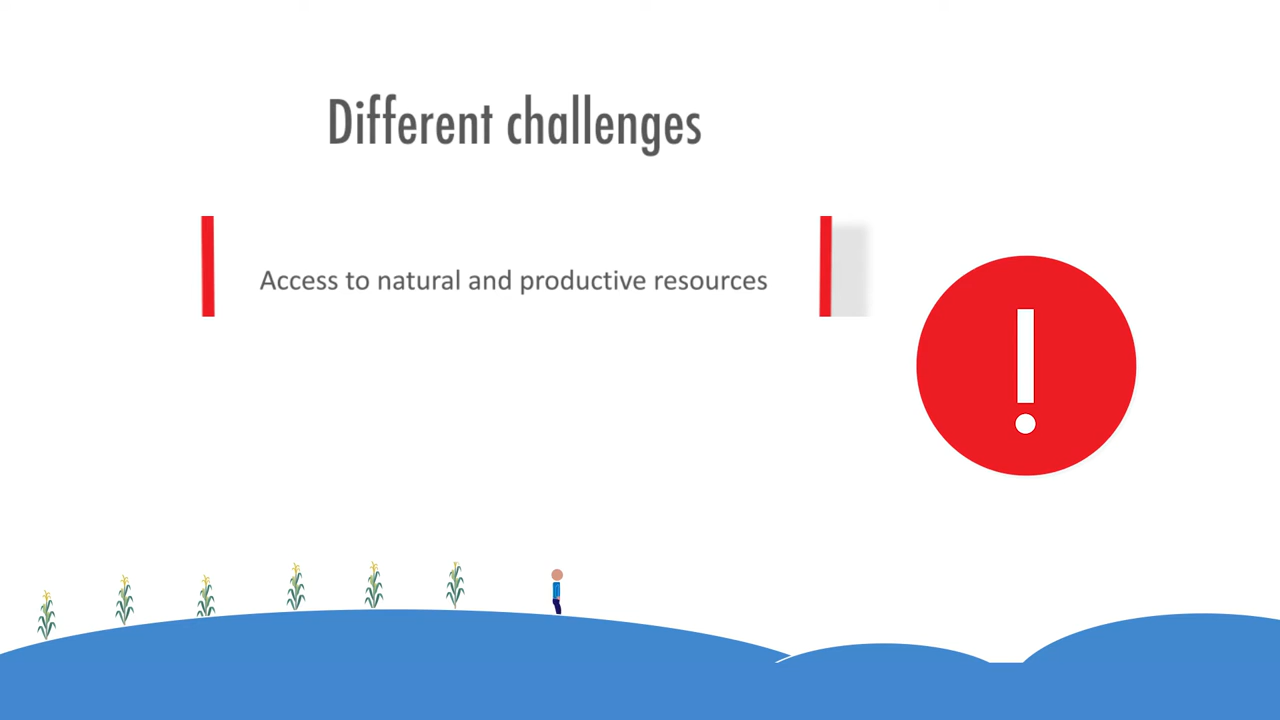 Different challenges
Access to natural and productive resources